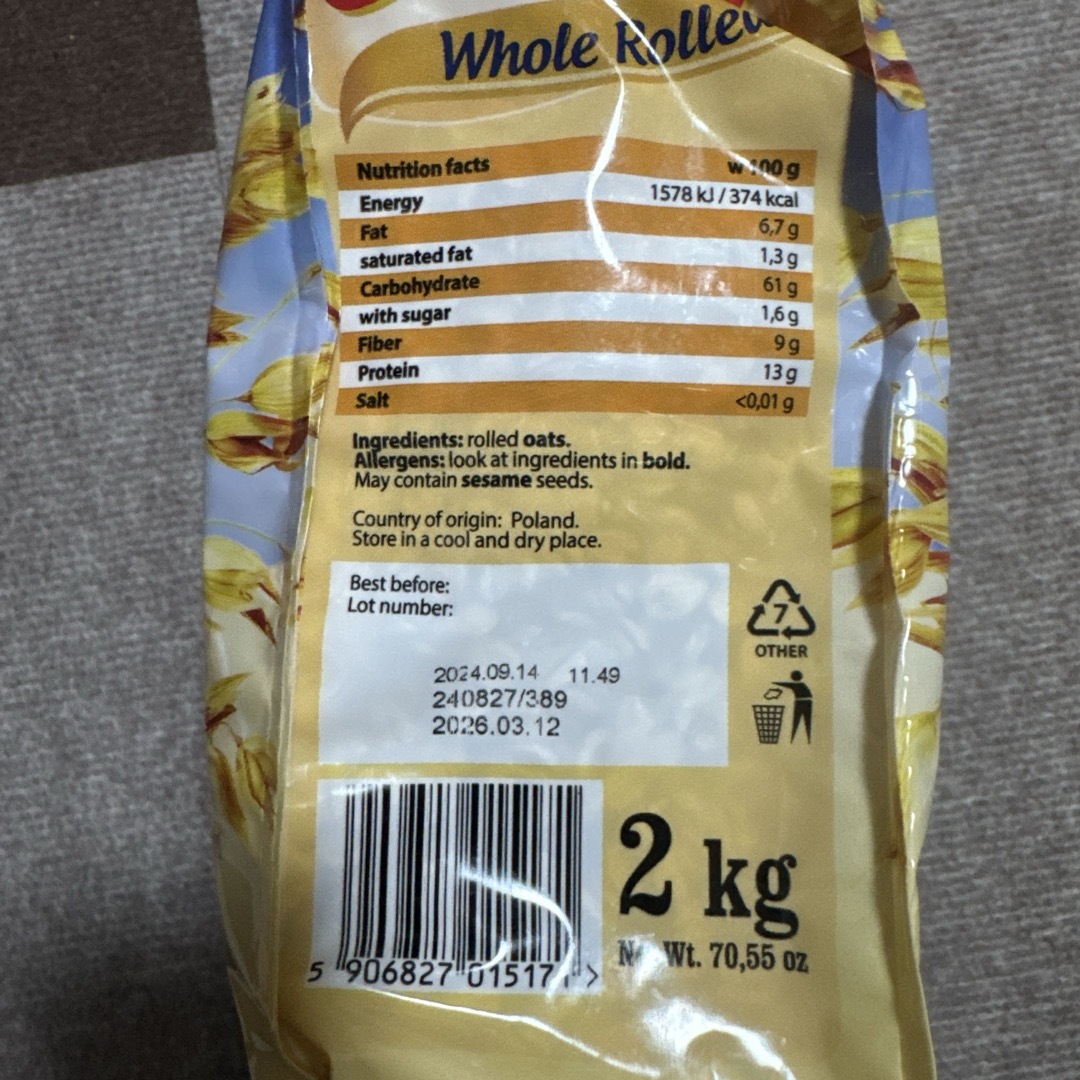 Whole Rolled
Nutrition facts w 100 g
Energy 1578 kJ / 374 kcal
Fat 6,7 g
saturated fat 1,3 g
Carbohydrate 61 g
with sugar 1,6 g
Fiber 9 g
Protein 13 g
Salt <0,01 g
Ingredients: rolled oats.
Allergens: look at ingredients in bold.
May contain sesame seeds.
Country of origin: Poland.
Store in a cool and dry place.
Best before:
Lot number:
2024.09.14 11.49
240827/389
2026.03.12
7
OTHER
2 kg
Wt. 70,55 oz
5 906827 01517 >